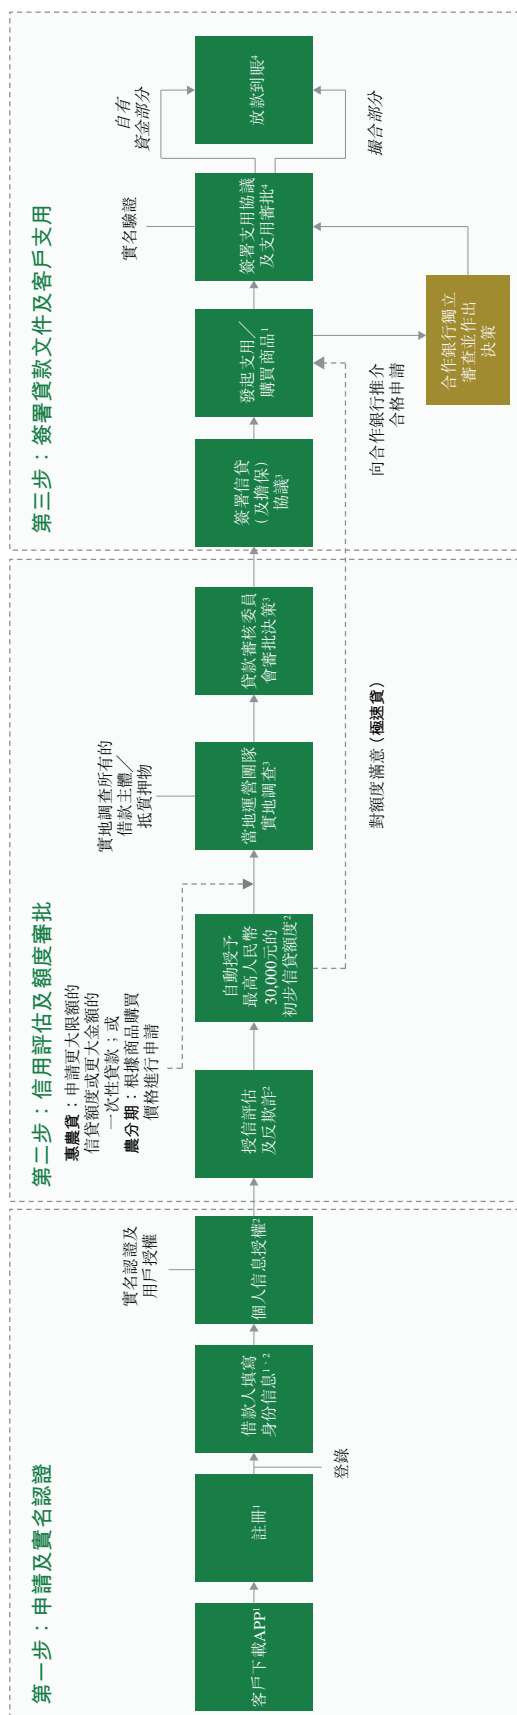 第一步：申請及實名認證
客戶下載APP¹
註冊¹
登錄
借款人填寫
身份信息¹、²
個人信息授權²
實名認證及
用戶授權
第二步：信用評估及額度審批
授信評估
及反欺詐²
惠農貸：申請更大限額的
信貸額度或更大金額的
一次性貸款；或
農分期：根據商品購買
價格進行申請
自動授予
最高人民幣
30,000元的
初步信貸額度²
當地運營團隊
實地調查³
實地調查所有的
借款主體／
抵質押物
貸款審核委員
會審批決策³
對額度滿意（極速貸）
第三步：簽署貸款文件及客戶支用
簽署信貸
（及擔保）
協議³
發起支用／
購買商品¹
向合作銀行推介
合格申請
合作銀行獨立
審查並作出
決策
實名驗證
簽署支用協議
及支用審批⁴
自有
資金部分
撮合部分
放款到賬⁴